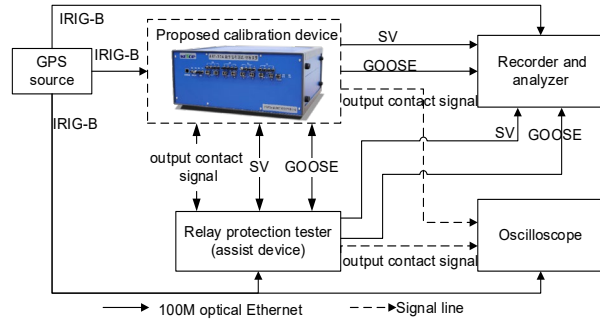 IRIG-B
Proposed calibration device
SV
GPS
source
IRIG-B
GOOSE
Recorder and
analyzer
output contact signal
IRIG-B
SV
GOOSE
output contact
signal
SV
GOOSE
Relay protection tester
(assist device)
Oscilloscope
output contact signal
100M optical Ethernet
Signal line